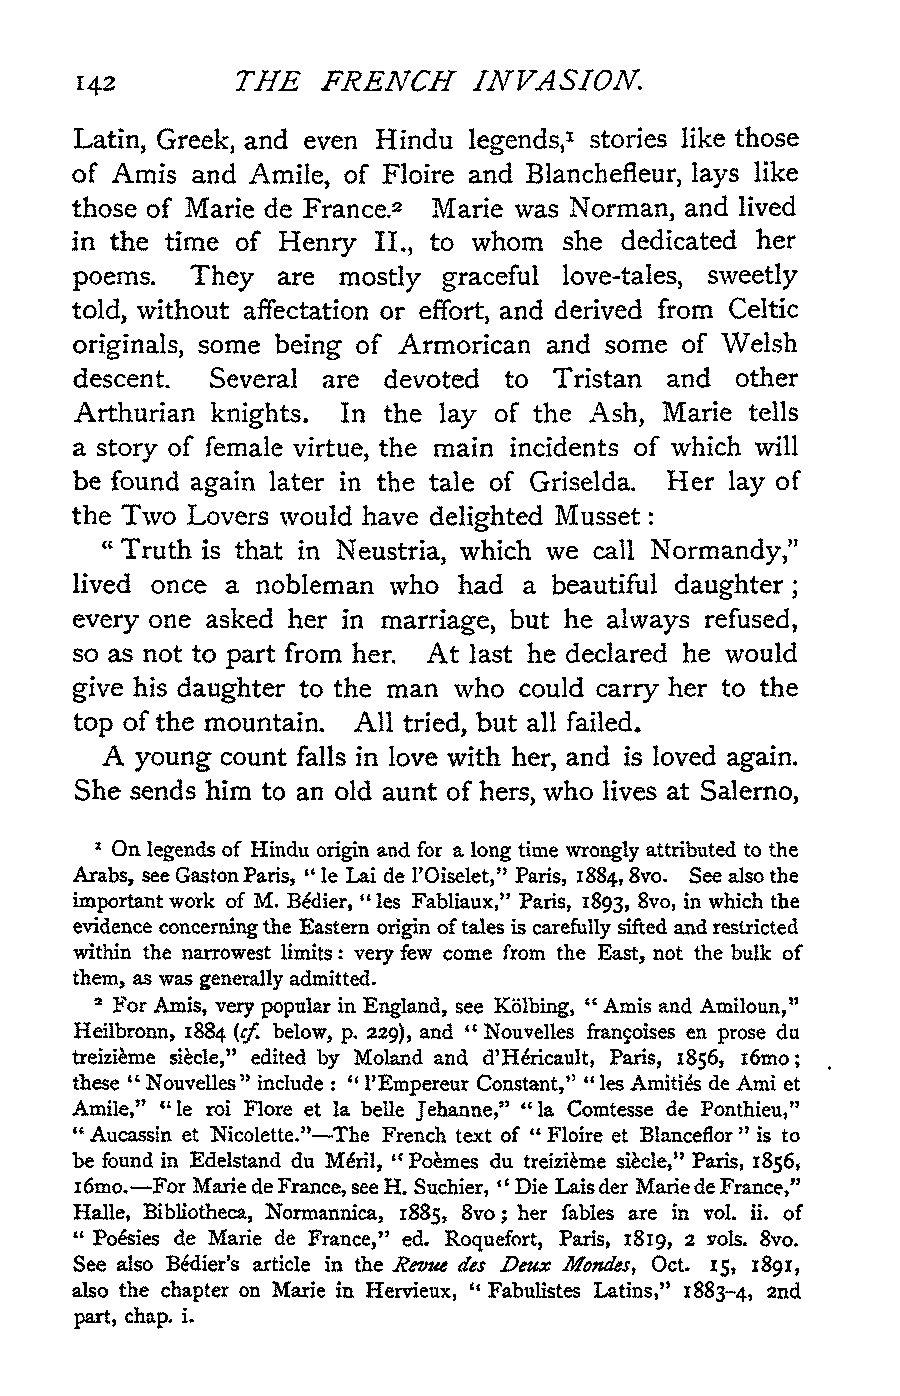 142 THE FRENCH INVASION.
Latin, Greek, and even Hindu legends,¹ stories like those
of Amis and Amile, of Floire and Blanchefleur, lays like
those of Marie de France.² Marie was Norman, and lived
in the time of Henry II., to whom she dedicated her
poems. They are mostly graceful love-tales, sweetly
told, without affectation or effort, and derived from Celtic
originals, some being of Armorican and some of Welsh
descent. Several are devoted to Tristan and other
Arthurian knights. In the lay of the Ash, Marie tells
a story of female virtue, the main incidents of which will
be found again later in the tale of Griselda. Her lay of
the Two Lovers would have delighted Musset :
“ Truth is that in Neustria, which we call Normandy,”
lived once a nobleman who had a beautiful daughter ;
every one asked her in marriage, but he always refused,
so as not to part from her. At last he declared he would
give his daughter to the man who could carry her to the
top of the mountain. All tried, but all failed.
A young count falls in love with her, and is loved again.
She sends him to an old aunt of hers, who lives at Salerno,
¹ On legends of Hindu origin and for a long time wrongly attributed to the
Arabs, see Gaston Paris, “ le Lai de l’Oiselet,” Paris, 1884, 8vo. See also the
important work of M. Bédier, “ les Fabliaux,” Paris, 1893, 8vo, in which the
evidence concerning the Eastern origin of tales is carefully sifted and restricted
within the narrowest limits : very few come from the East, not the bulk of
them, as was generally admitted.
² For Amis, very popular in England, see Kölbing, “ Amis and Amiloun,”
Heilbronn, 1884 (cf. below, p. 229), and “ Nouvelles françoises en prose du
treizième siècle,” edited by Moland and d’Héricault, Paris, 1856, 16mo ;
these “ Nouvelles ” include : “ l’Empereur Constant,” “ les Amitiés de Ami et
Amile,” “ le roi Flore et la belle Jehanne,” “ la Comtesse de Ponthieu,”
“ Aucassin et Nicolette.”—The French text of “ Floire et Blanceflor ” is to
be found in Edelstand du Méril, “ Poèmes du treizième siècle,” Paris, 1856,
16mo.—For Marie de France, see H. Suchier, “ Die Lais der Marie de France,”
Halle, Bibliotheca, Normannica, 1885, 8vo ; her fables are in vol. ii. of
“ Poésies de Marie de France,” ed. Roquefort, Paris, 1819, 2 vols. 8vo.
See also Bédier’s article in the Revue des Deux Mondes, Oct. 15, 1891,
also the chapter on Marie in Hervieux, “ Fabulistes Latins,” 1883–4, 2nd
part, chap. i.